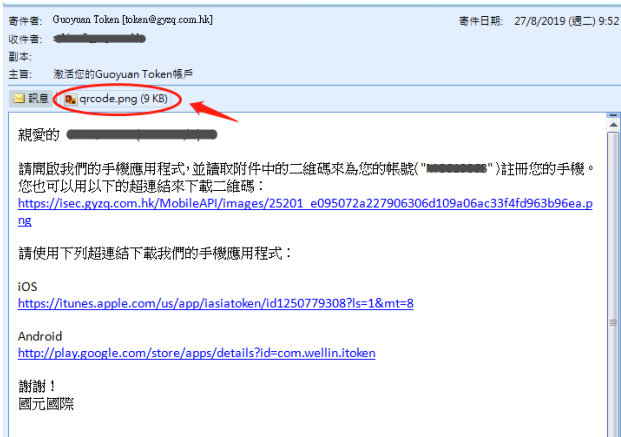 寄件者: Guoyuan Token [token@gyzq.com.hk] 寄件日期: 27/8/2019 (週二) 9:52
收件者:
副本:
主旨: 激活您的Guoyuan Token帳戶
訊息 qrcode.png (9 KB)
親愛的
請開啟我們的手機應用程式，並讀取附件中的二維碼來為您的帳號(" ")註冊您的手機。
您也可以用以下的超連結來下載二維碼：
https://isec.gyzq.com.hk/MobileAPI/images/25201_e095072a227906306d109a06ac33f4fd963b96ea.p
ng
請使用下列超連結下載我們的手機應用程式：
iOS
https://itunes.apple.com/us/app/iasiatoken/id1250779308?ls=1&mt=8
Android
http://play.google.com/store/apps/details?id=com.wellin.itoken
謝謝！
國元國際